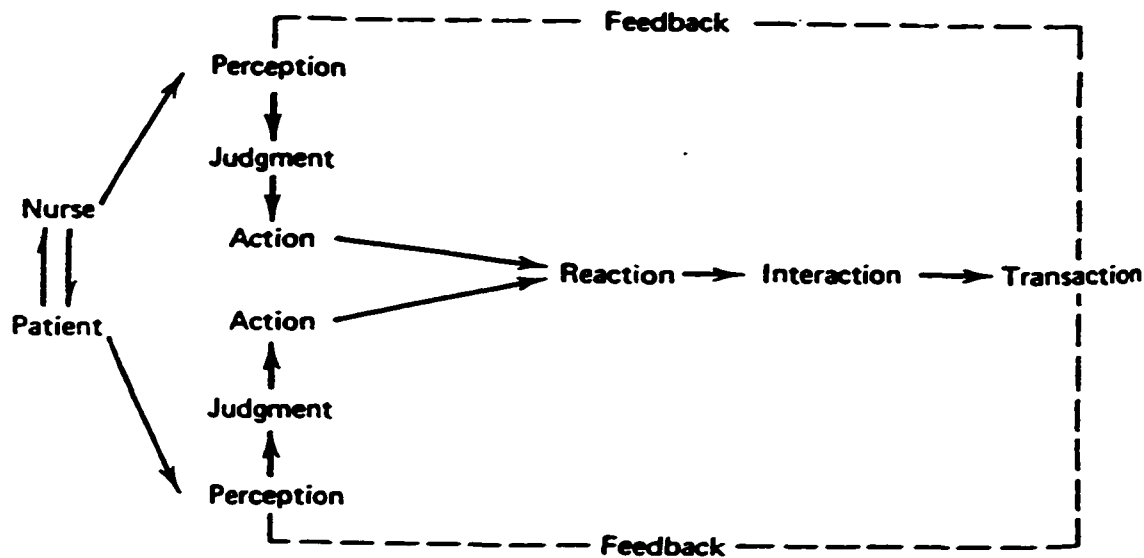 Feedback
Perception
Judgment
Nurse
Action
Reaction Interaction Transaction
Patient
Action
Judgment
Perception
Feedback